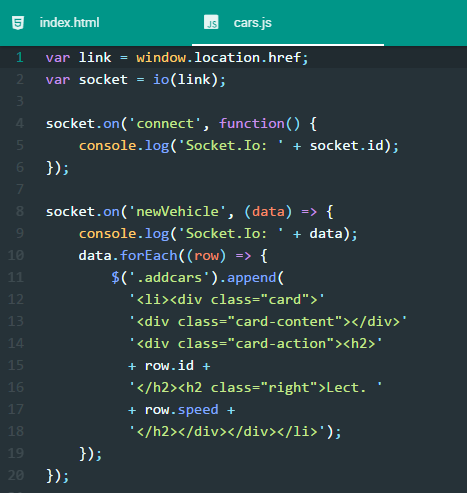 index.html cars.js
1 var link = window.location.href;
2 var socket = io(link);
3
4 socket.on('connect', function() {
5     console.log('Socket.Io: ' + socket.id);
6 });
7
8 socket.on('newVehicle', (data) => {
9     console.log('Socket.Io: ' + data);
10     data.forEach((row) => {
11         $('.addcars').append(
12           '<li><div class="card">'
13           '<div class="card-content"></div>'
14           '<div class="card-action"><h2>'
15           + row.id +
16           '</h2><h2 class="right">Lect. '
17           + row.speed +
18           '</h2></div></div></li>');
19     });
20 });